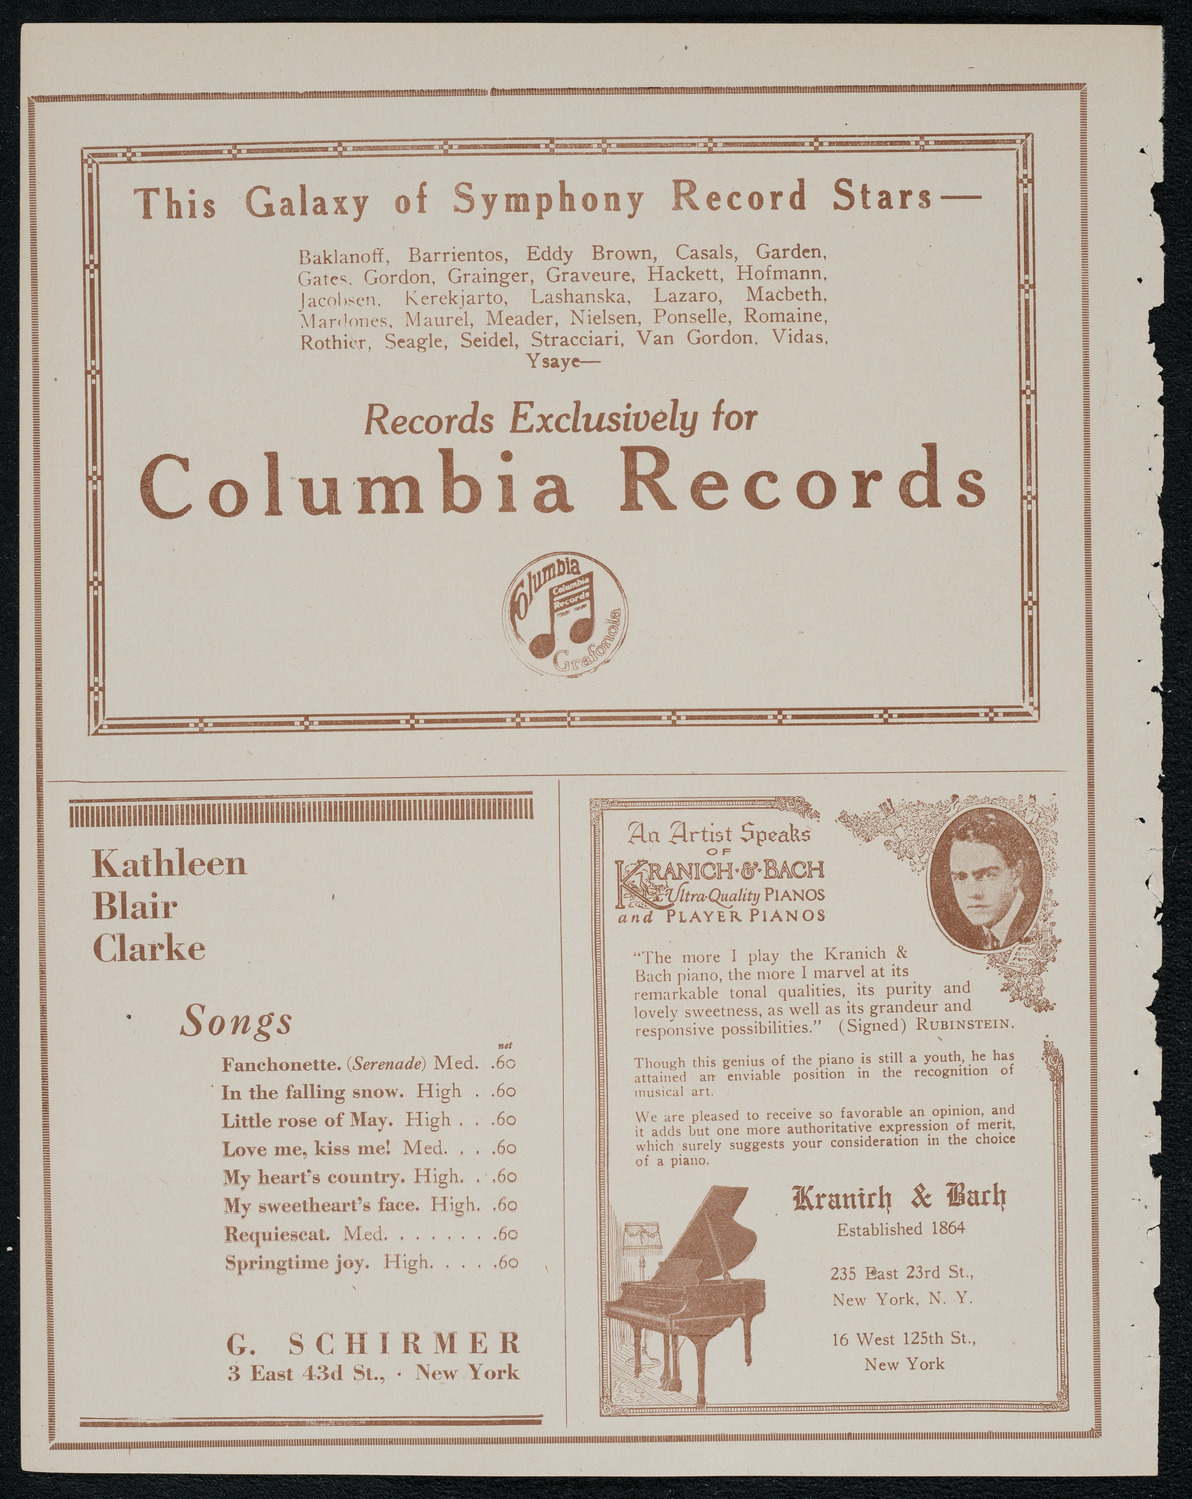 This Galaxy of Symphony Record Stars—
Baklanoff, Barrientos, Eddy Brown, Casals, Garden,
Gates, Gordon, Grainger, Graveure, Hackett, Hofmann,
Jacobsen, Kerekjarto, Lashanska, Lazaro, Macbeth,
Mardones, Maurel, Meader, Nielsen, Ponselle, Romaine,
Rothier, Seagle, Seidel, Stracciari, Van Gordon, Vidas,
Ysaye—
Records Exclusively for
Columbia Records
Columbia
Columbia
Records
Grafonola
Kathleen
Blair
Clarke
Songs
net
Fanchonette. (Serenade) Med. .60
In the falling snow. High . .60
Little rose of May. High . . .60
Love me, kiss me! Med. . . .60
My heart's country. High. . .60
My sweetheart's face. High. .60
Requiescat. Med. . . . . . . .60
Springtime joy. High. . . . .60
G. SCHIRMER
3 East 43d St., · New York
An Artist Speaks
OF
KRANICH·&·BACH
Ultra-Quality PIANOS
and PLAYER PIANOS
“The more I play the Kranich &
Bach piano, the more I marvel at its
remarkable tonal qualities, its purity and
lovely sweetness, as well as its grandeur and
responsive possibilities.” (Signed) RUBINSTEIN.
Though this genius of the piano is still a youth, he has
attained an enviable position in the recognition of
musical art.
We are pleased to receive so favorable an opinion, and
it adds but one more authoritative expression of merit,
which surely suggests your consideration in the choice
of a piano.
Kranich & Bach
Established 1864
235 East 23rd St.,
New York, N. Y.
16 West 125th St.,
New York